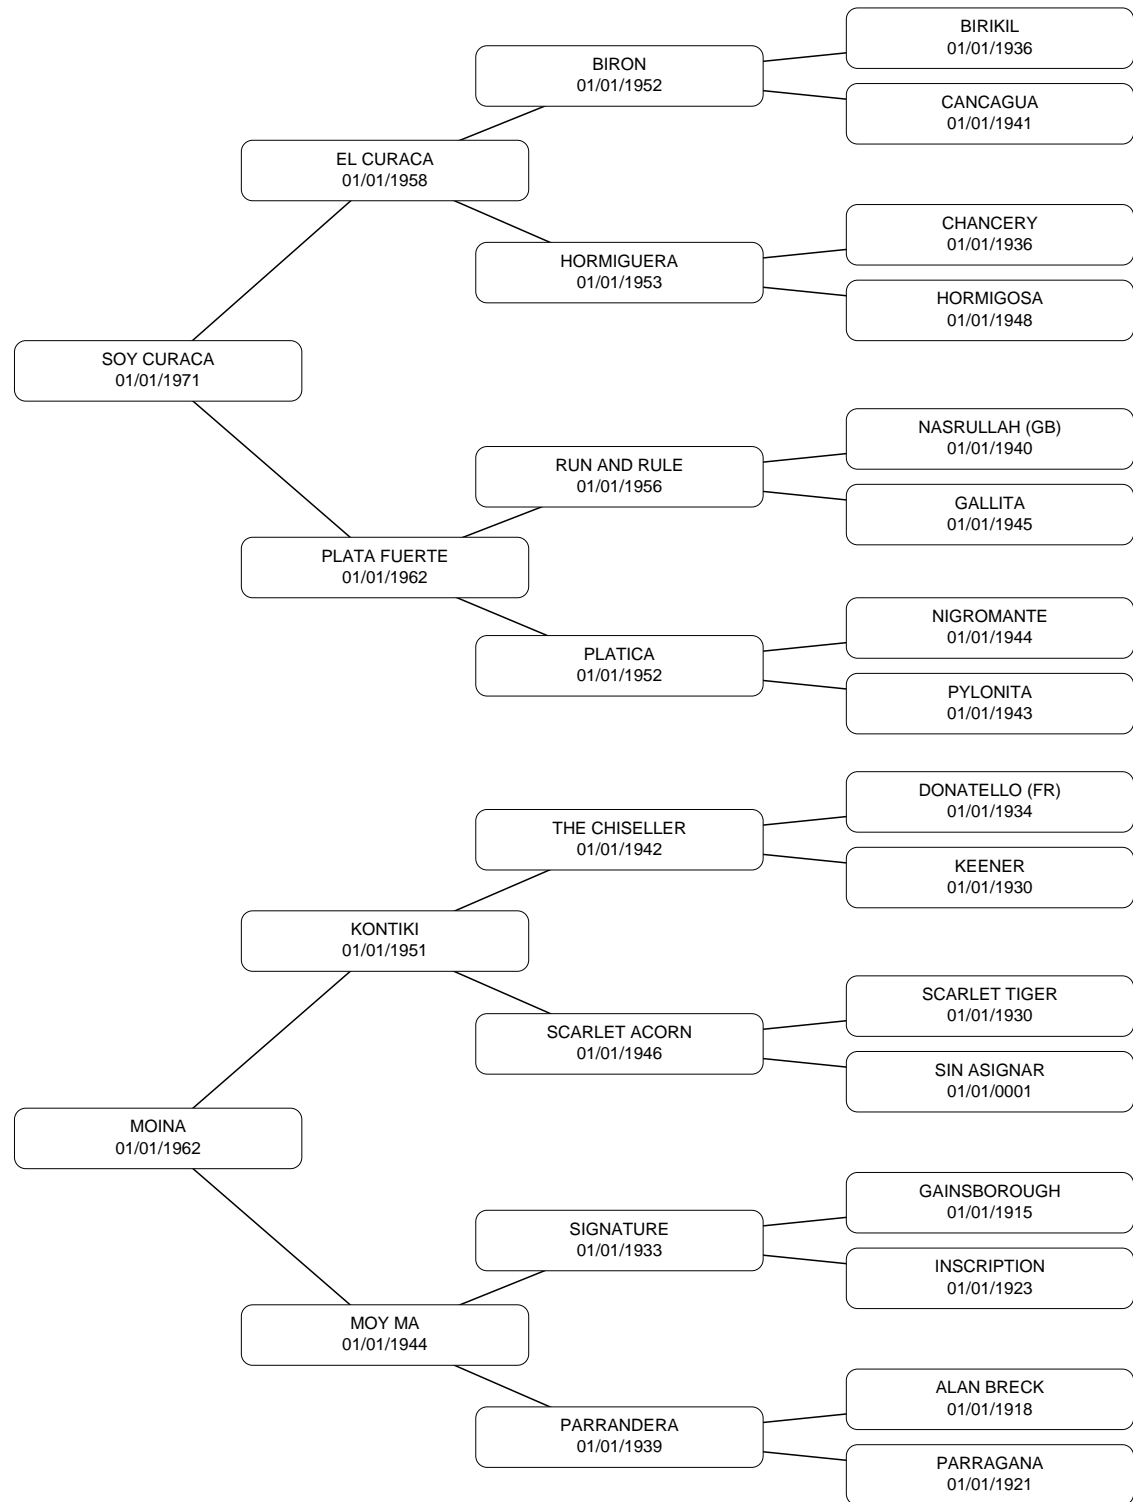 BIRIKIL
01/01/1936
BIRON
01/01/1952
CANCAGUA
01/01/1941
EL CURACA
01/01/1958
CHANCERY
01/01/1936
HORMIGUERA
01/01/1953
HORMIGOSA
01/01/1948
SOY CURACA
01/01/1971
NASRULLAH (GB)
01/01/1940
RUN AND RULE
01/01/1956
GALLITA
01/01/1945
PLATA FUERTE
01/01/1962
NIGROMANTE
01/01/1944
PLATICA
01/01/1952
PYLONITA
01/01/1943
DONATELLO (FR)
01/01/1934
THE CHISELLER
01/01/1942
KEENER
01/01/1930
KONTIKI
01/01/1951
SCARLET TIGER
01/01/1930
SCARLET ACORN
01/01/1946
SIN ASIGNAR
01/01/0001
MOINA
01/01/1962
GAINSBOROUGH
01/01/1915
SIGNATURE
01/01/1933
INSCRIPTION
01/01/1923
MOY MA
01/01/1944
ALAN BRECK
01/01/1918
PARRANDERA
01/01/1939
PARRAGANA
01/01/1921